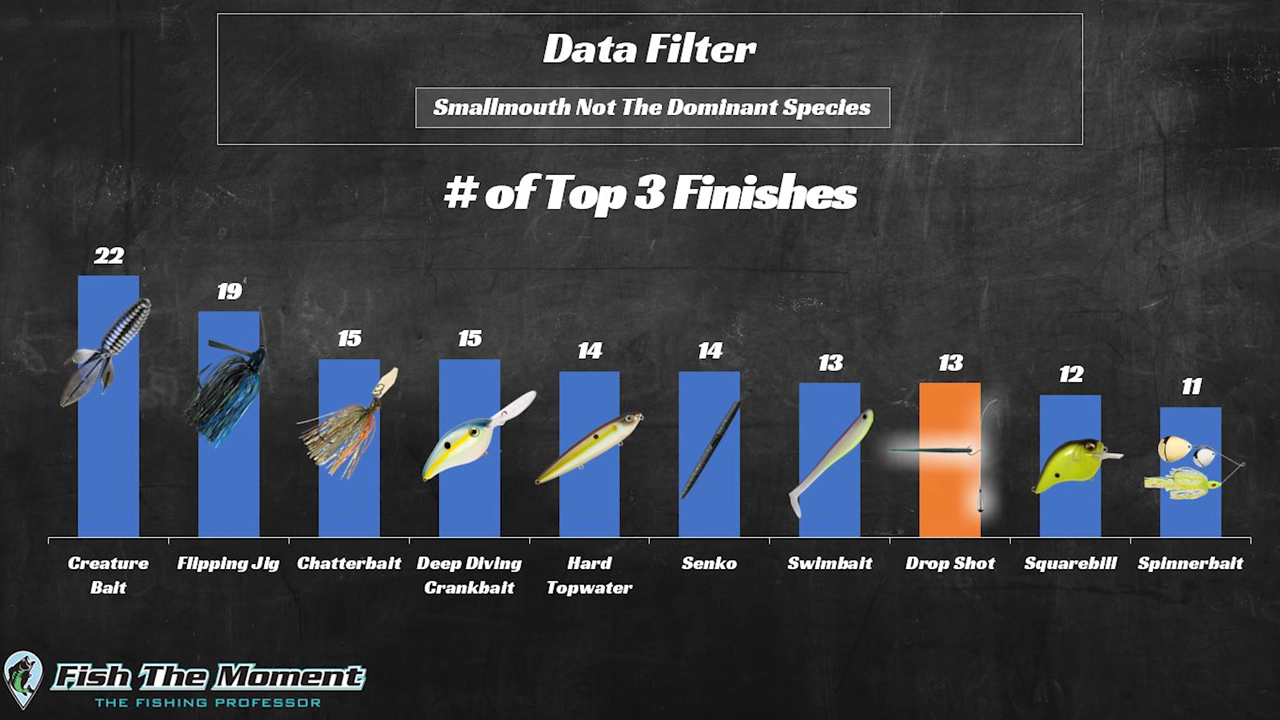 Data Filter
Smallmouth Not The Dominant Species
# of Top 3 Finishes
22
19
15
15
14
14
13
13
12
11
Creature
Bait
Flipping Jig
Chatterbait
Deep Diving
Crankbait
Hard
Topwater
Senko
Swimbait
Drop Shot
Squarebill
Spinnerbait
Fish The Moment
THE FISHING PROFESSOR